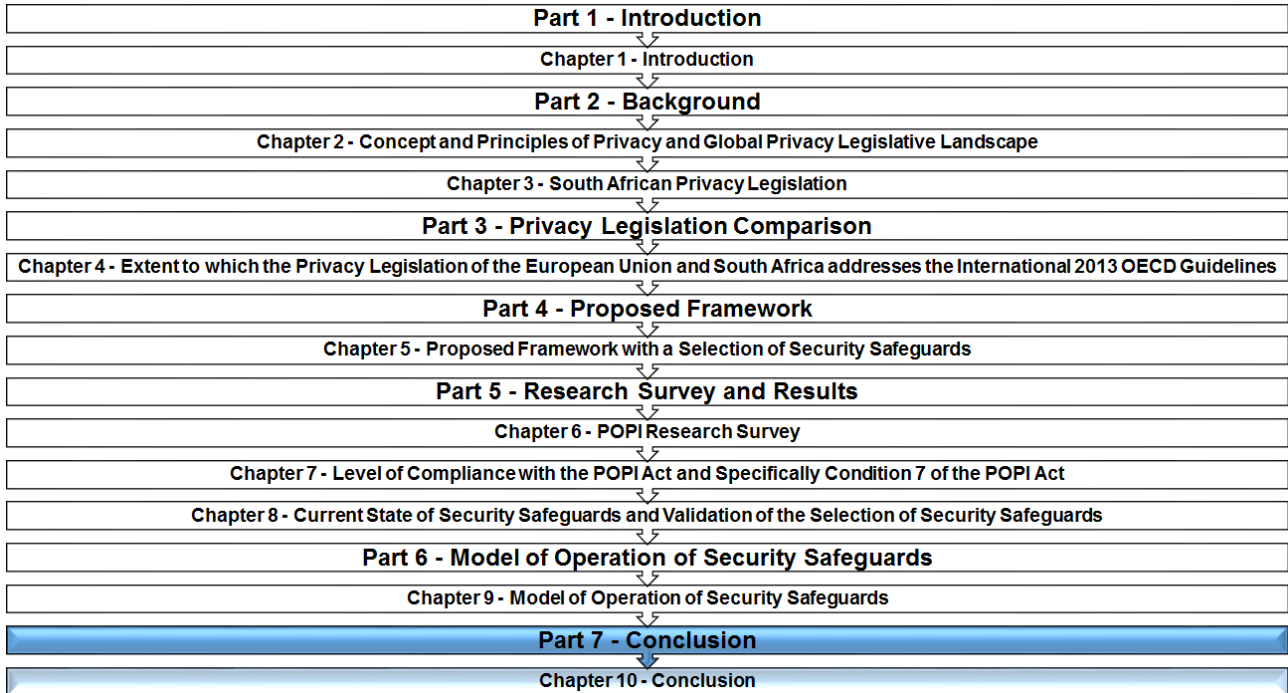 Part 1 - Introduction
Chapter 1 - Introduction
Part 2 - Background
Chapter 2 - Concept and Principles of Privacy and Global Privacy Legislative Landscape
Chapter 3 - South African Privacy Legislation
Part 3 - Privacy Legislation Comparison
Chapter 4 - Extent to which the Privacy Legislation of the European Union and South Africa addresses the International 2013 OECD Guidelines
Part 4 - Proposed Framework
Chapter 5 - Proposed Framework with a Selection of Security Safeguards
Part 5 - Research Survey and Results
Chapter 6 - POPI Research Survey
Chapter 7 - Level of Compliance with the POPI Act and Specifically Condition 7 of the POPI Act
Chapter 8 - Current State of Security Safeguards and Validation of the Selection of Security Safeguards
Part 6 - Model of Operation of Security Safeguards
Chapter 9 - Model of Operation of Security Safeguards
Part 7 - Conclusion
Chapter 10 - Conclusion